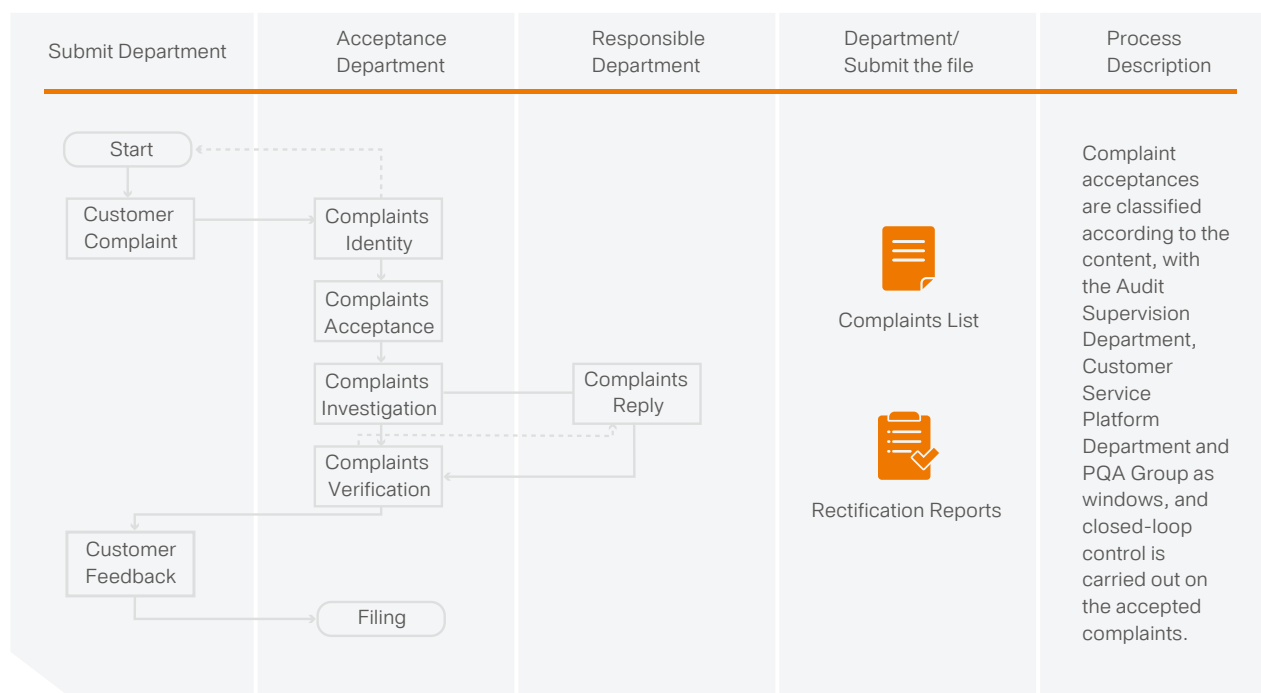 Submit Department
Acceptance
Department
Responsible
Department
Department/
Submit the file
Process
Description
Start
Customer
Complaint
Complaints
Identity
Complaints
Acceptance
Complaints
Investigation
Complaints
Reply
Complaints
Verification
Customer
Feedback
Filing
Complaints List
Rectification Reports
Complaint
acceptances
are classified
according to the
content, with
the Audit
Supervision
Department,
Customer
Service
Platform
Department and
PQA Group as
windows, and
closed-loop
control is
carried out on
the accepted
complaints.